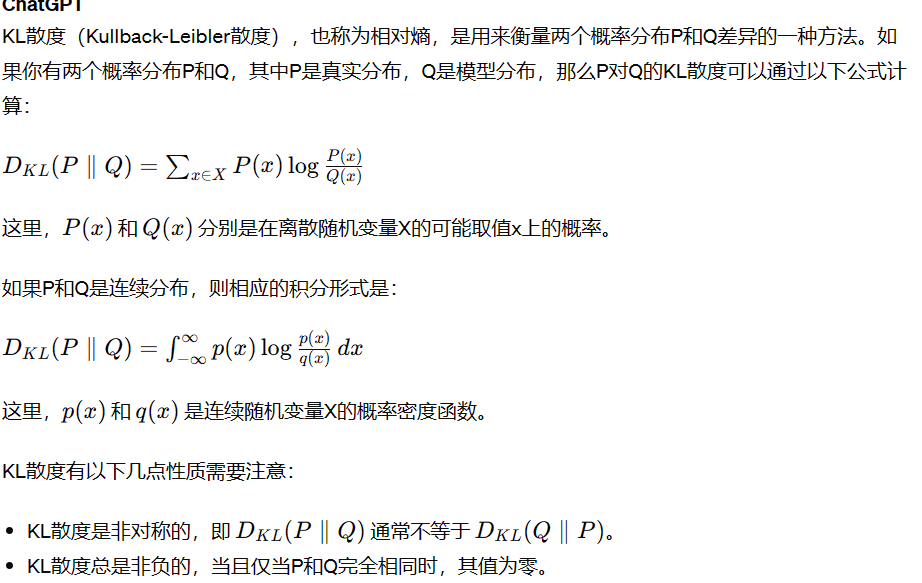 ChatGPT
KL散度（Kullback-Leibler散度），也称为相对熵，是用来衡量两个概率分布P和Q差异的一种方法。如
果你有两个概率分布P和Q，其中P是真实分布，Q是模型分布，那么P对Q的KL散度可以通过以下公式计
算：
D_{KL}(P ∥ Q) = ∑_{x∈X} P(x) log \frac{P(x)}{Q(x)}
这里，P(x) 和 Q(x) 分别是在离散随机变量X的可能取值x上的概率。
如果P和Q是连续分布，则相应的积分形式是：
D_{KL}(P ∥ Q) = ∫_{-∞}^{∞} p(x) log \frac{p(x)}{q(x)} dx
这里，p(x) 和 q(x) 是连续随机变量X的概率密度函数。
KL散度有以下几点性质需要注意：
• KL散度是非对称的，即 D_{KL}(P ∥ Q) 通常不等于 D_{KL}(Q ∥ P)。
• KL散度总是非负的，当且仅当P和Q完全相同时，其值为零。